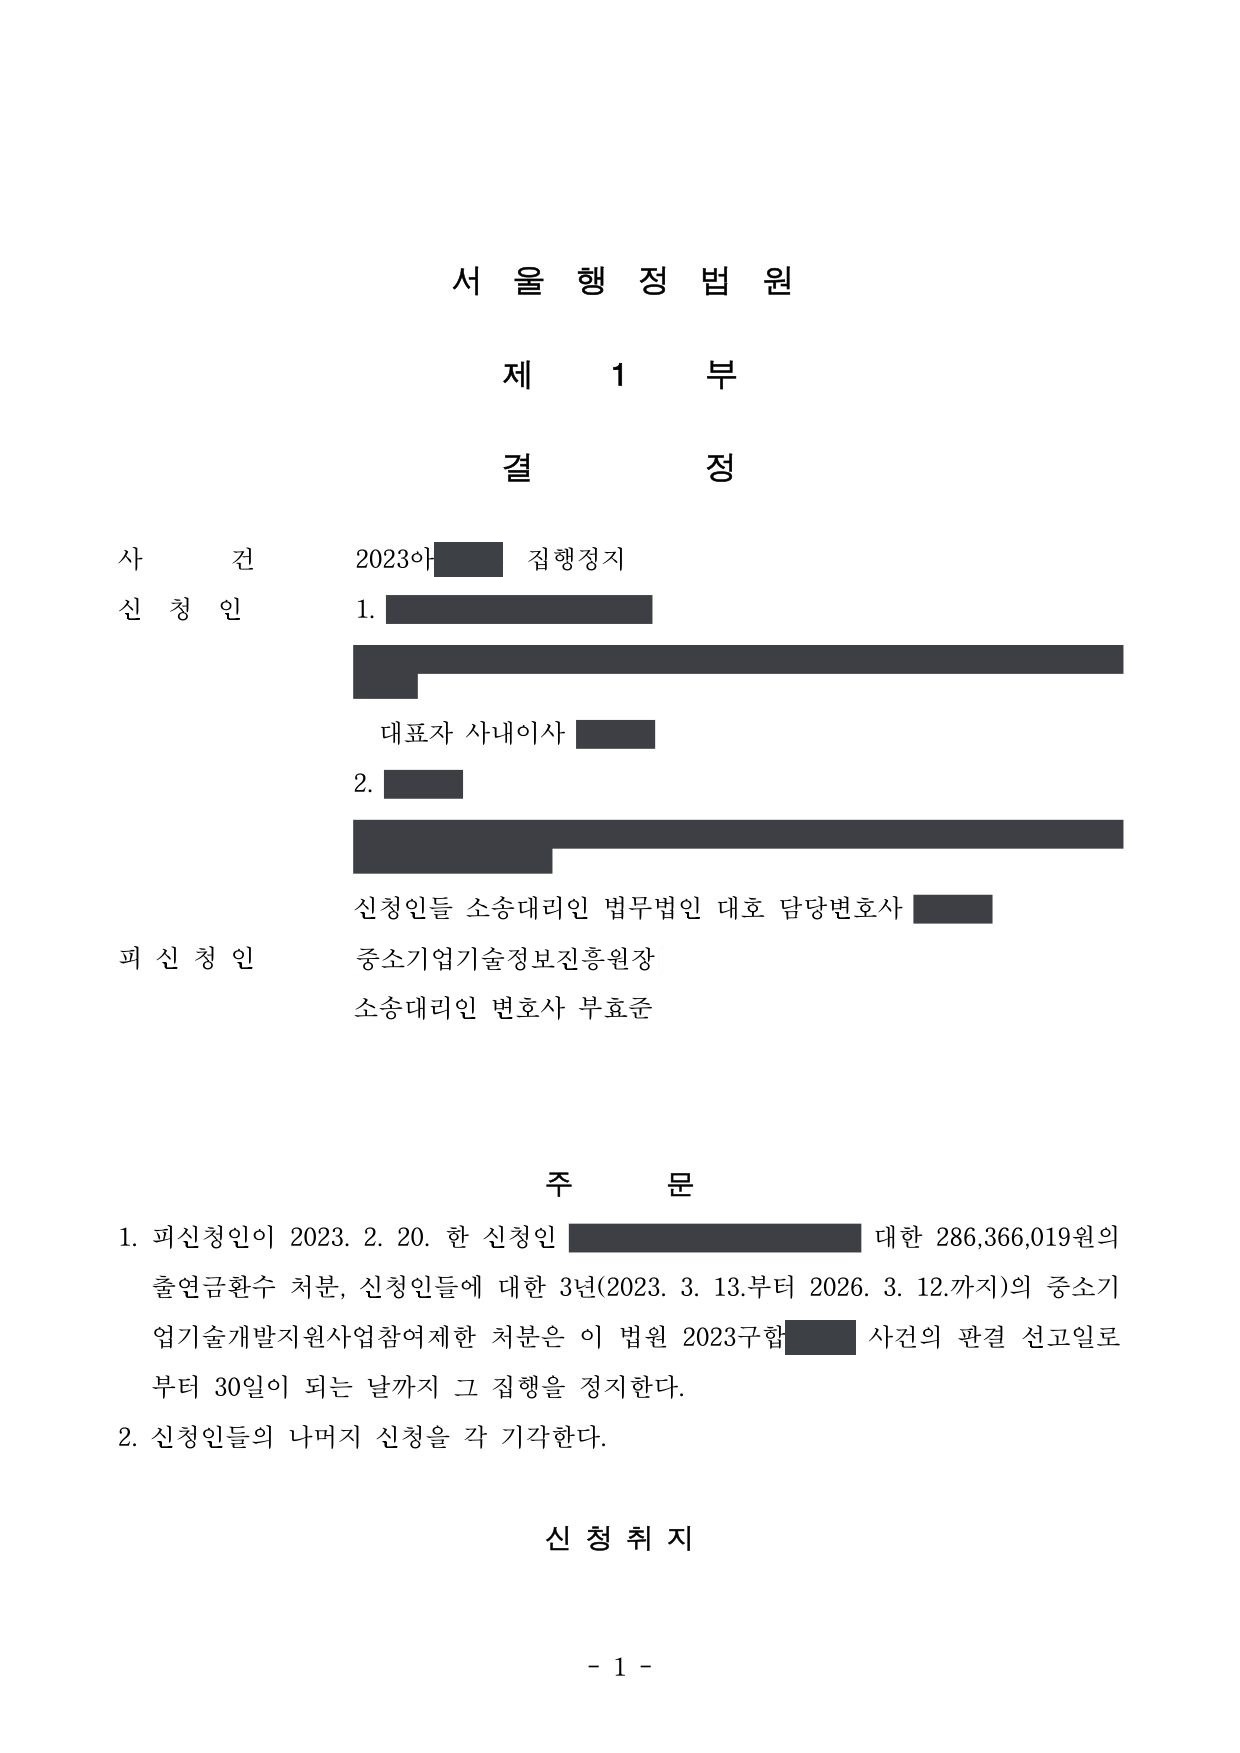 서 울 행 정 법 원
제 1 부
결 정
사 건 2023아 집행정지
신 청 인 1.
대표자 사내이사
2.
신청인들 소송대리인 법무법인 대호 담당변호사
피 신 청 인 중소기업기술정보진흥원장
소송대리인 변호사 부효준
주 문
1. 피신청인이 2023. 2. 20. 한 신청인 대한 286,366,019원의
출연금환수 처분, 신청인들에 대한 3년(2023. 3. 13.부터 2026. 3. 12.까지)의 중소기
업기술개발지원사업참여제한 처분은 이 법원 2023구합 사건의 판결 선고일로
부터 30일이 되는 날까지 그 집행을 정지한다.
2. 신청인들의 나머지 신청을 각 기각한다.
신 청 취 지
- 1 -